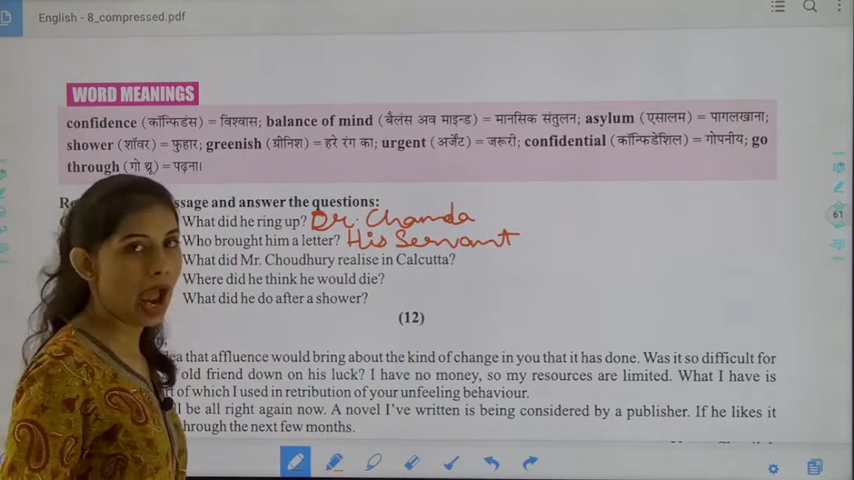 English - 8_compressed.pdf
WORD MEANINGS
confidence (कॉन्फिडंस) = विश्वास; balance of mind (बैलंस अव माइन्ड) = मानसिक संतुलन; asylum (एसालम) = पागलखाना;
shower (शॉवर) = फुहार; greenish (ग्रीनिश) = हरे रंग का; urgent (अर्जेंट) = जरूरी; confidential (कॉन्फिडेंशिल) = गोपनीय; go
through (गो थ्रू) = पढ़ना।
ssage and answer the questions:
What did he ring up? Dr. Chanda
Who brought him a letter? His Servant
What did Mr. Choudhury realise in Calcutta?
Where did he think he would die?
What did he do after a shower?
(12)
that affluence would bring about the kind of change in you that it has done. Was it so difficult for
old friend down on his luck? I have no money, so my resources are limited. What I have is
of which I used in retribution of your unfeeling behaviour.
be all right again now. A novel I've written is being considered by a publisher. If he likes it
through the next few months.
61